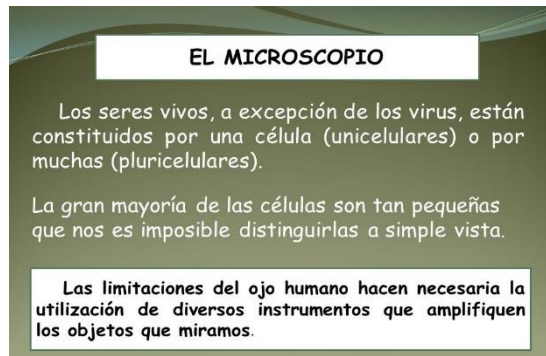 EL MICROSCOPIO
Los seres vivos, a excepción de los virus, están
constituidos por una célula (unicelulares) o por
muchas (pluricelulares).
La gran mayoría de las células son tan pequeñas
que nos es imposible distinguirlas a simple vista.
Las limitaciones del ojo humano hacen necesaria la
utilización de diversos instrumentos que amplifiquen
los objetos que miramos.